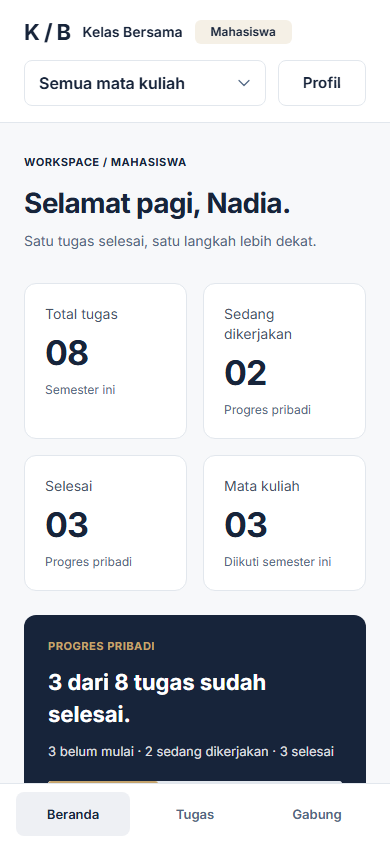 K / B Kelas Bersama Mahasiswa
Semua mata kuliah Profil
WORKSPACE / MAHASISWA
Selamat pagi, Nadia.
Satu tugas selesai, satu langkah lebih dekat.
Total tugas
08
Semester ini
Sedang
dikerjakan
02
Progres pribadi
Selesai
03
Progres pribadi
Mata kuliah
03
Diikuti semester ini
PROGRES PRIBADI
3 dari 8 tugas sudah
selesai.
3 belum mulai · 2 sedang dikerjakan · 3 selesai
Beranda Tugas Gabung